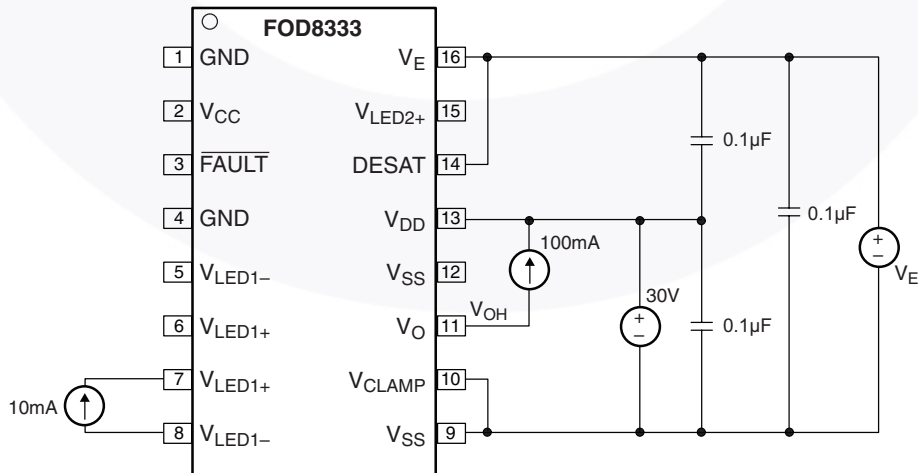 FOD8333
1 GND
2 VCC
3 FAULT
4 GND
5 VLED1–
6 VLED1+
7 VLED1+
8 VLED1–
VE 16
VLED2+ 15
DESAT 14
VDD 13
VSS 12
VO 11
VCLAMP 10
VSS 9
10mA
VOH
100mA
30V
0.1µF
0.1µF
0.1µF
+
–
+
–
VE